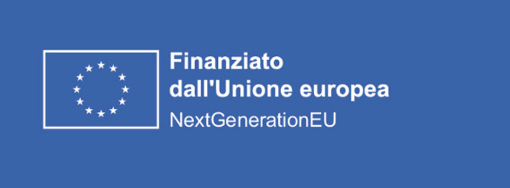 Finanziato
dall'Unione europea
NextGenerationEU